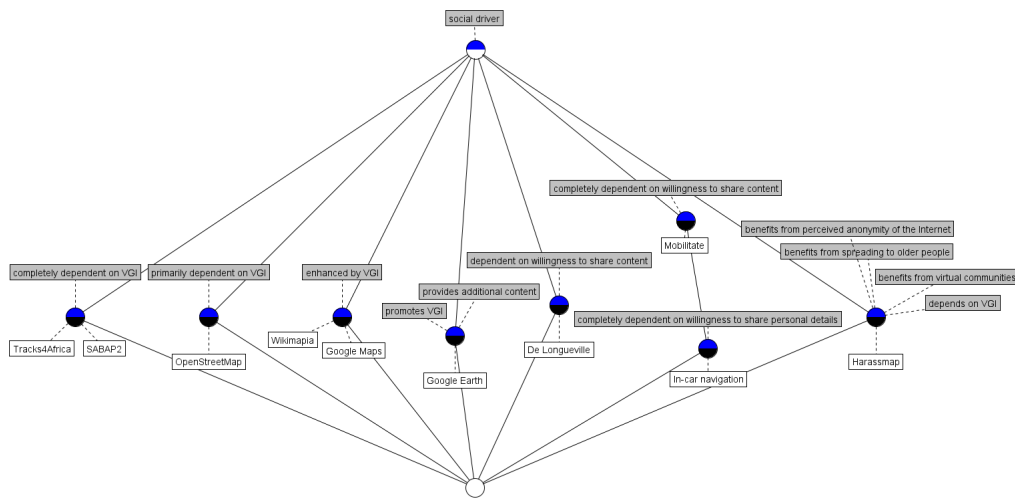 social driver
completely dependent on willingness to share content
benefits from perceived anonymity of the Internet
Mobilitate
benefits from spreading to older people
dependent on willingness to share content
completely dependent on VGI
primarily dependent on VGI
enhanced by VGI
benefits from virtual communities
provides additional content
depends on VGI
promotes VGI
completely dependent on willingness to share personal details
Wikimapia
Tracks4Africa
SABAP2
Google Maps
De Longueville
OpenStreetMap
Harassmap
Google Earth
In-car navigation